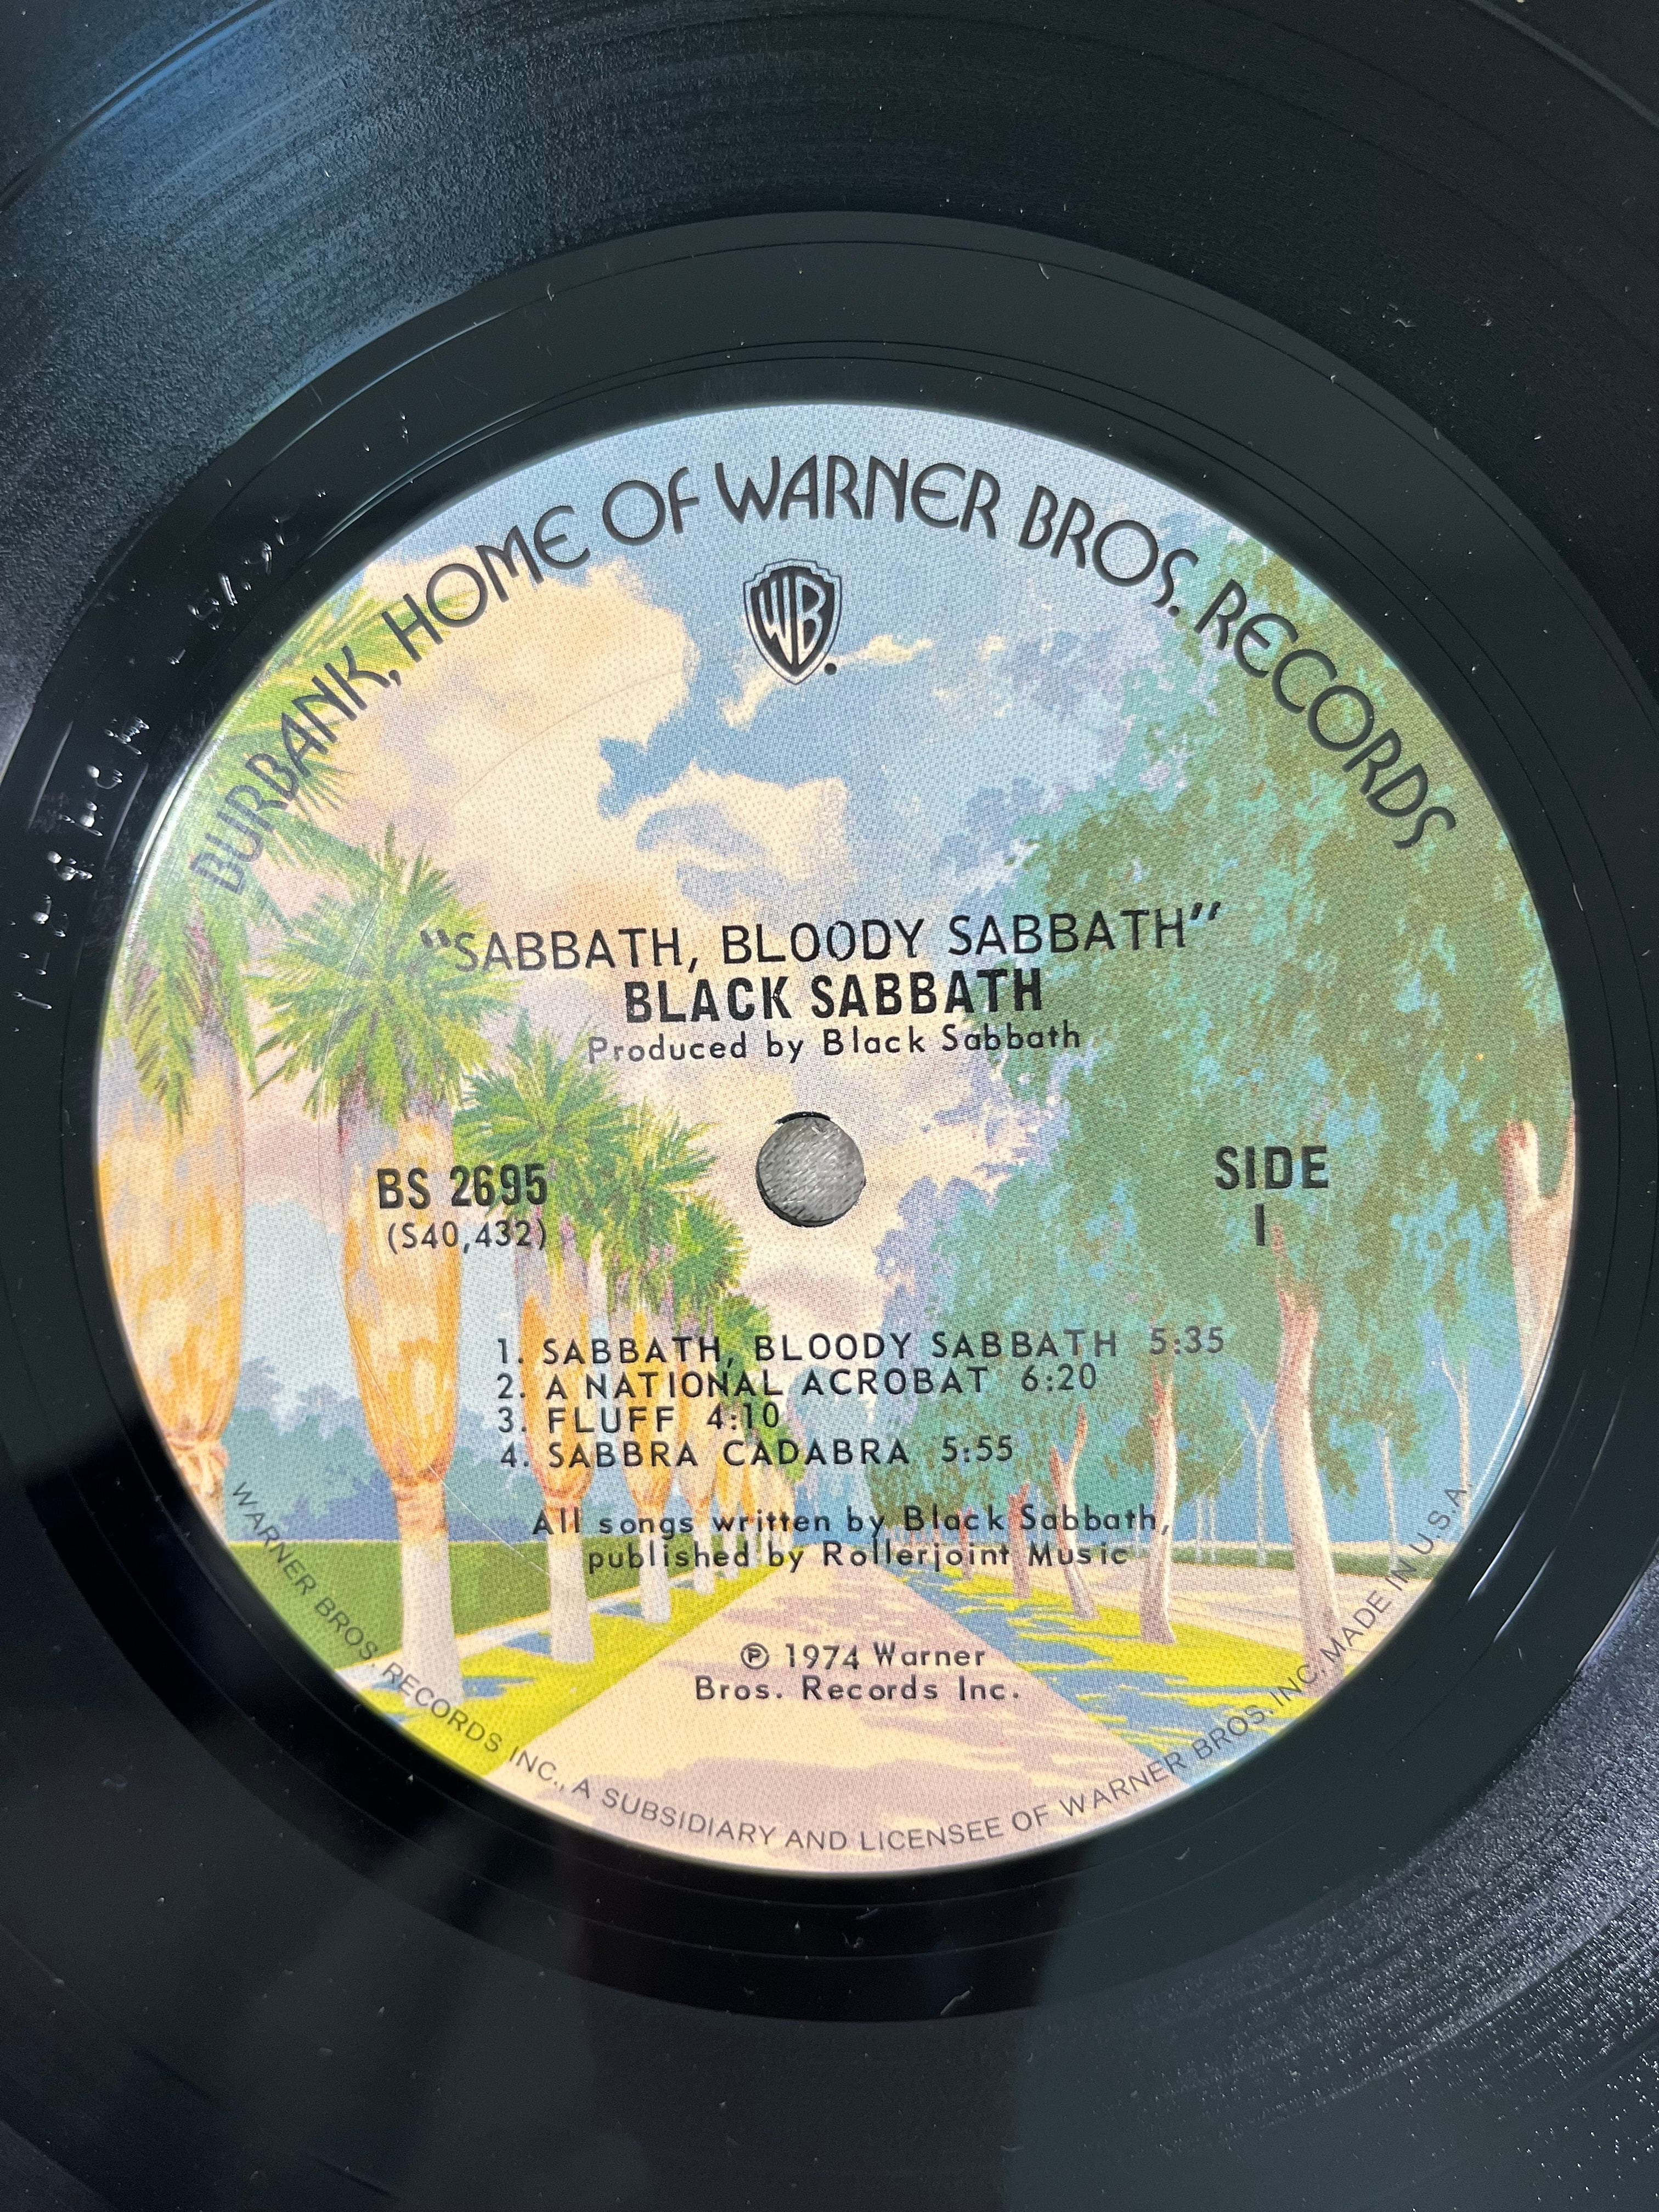 BURBANK, HOME OF WARNER BROS. RECORDS
WB
"SABBATH, BLOODY SABBATH"
BLACK SABBATH
Produced by Black Sabbath
BS 2695
(S40,432)
SIDE
1
1. SABBATH, BLOODY SABBATH 5:35
2. A NATIONAL ACROBAT 6:20
3. FLUFF 4:10
4. SABBRA CADABRA 5:55
All songs written by Black Sabbath,
published by Rollerjoint Music
℗ 1974 Warner
Bros. Records Inc.
WARNER BROS. RECORDS INC., A SUBSIDIARY AND LICENSEE OF WARNER BROS. INC. MADE IN U.S.A.